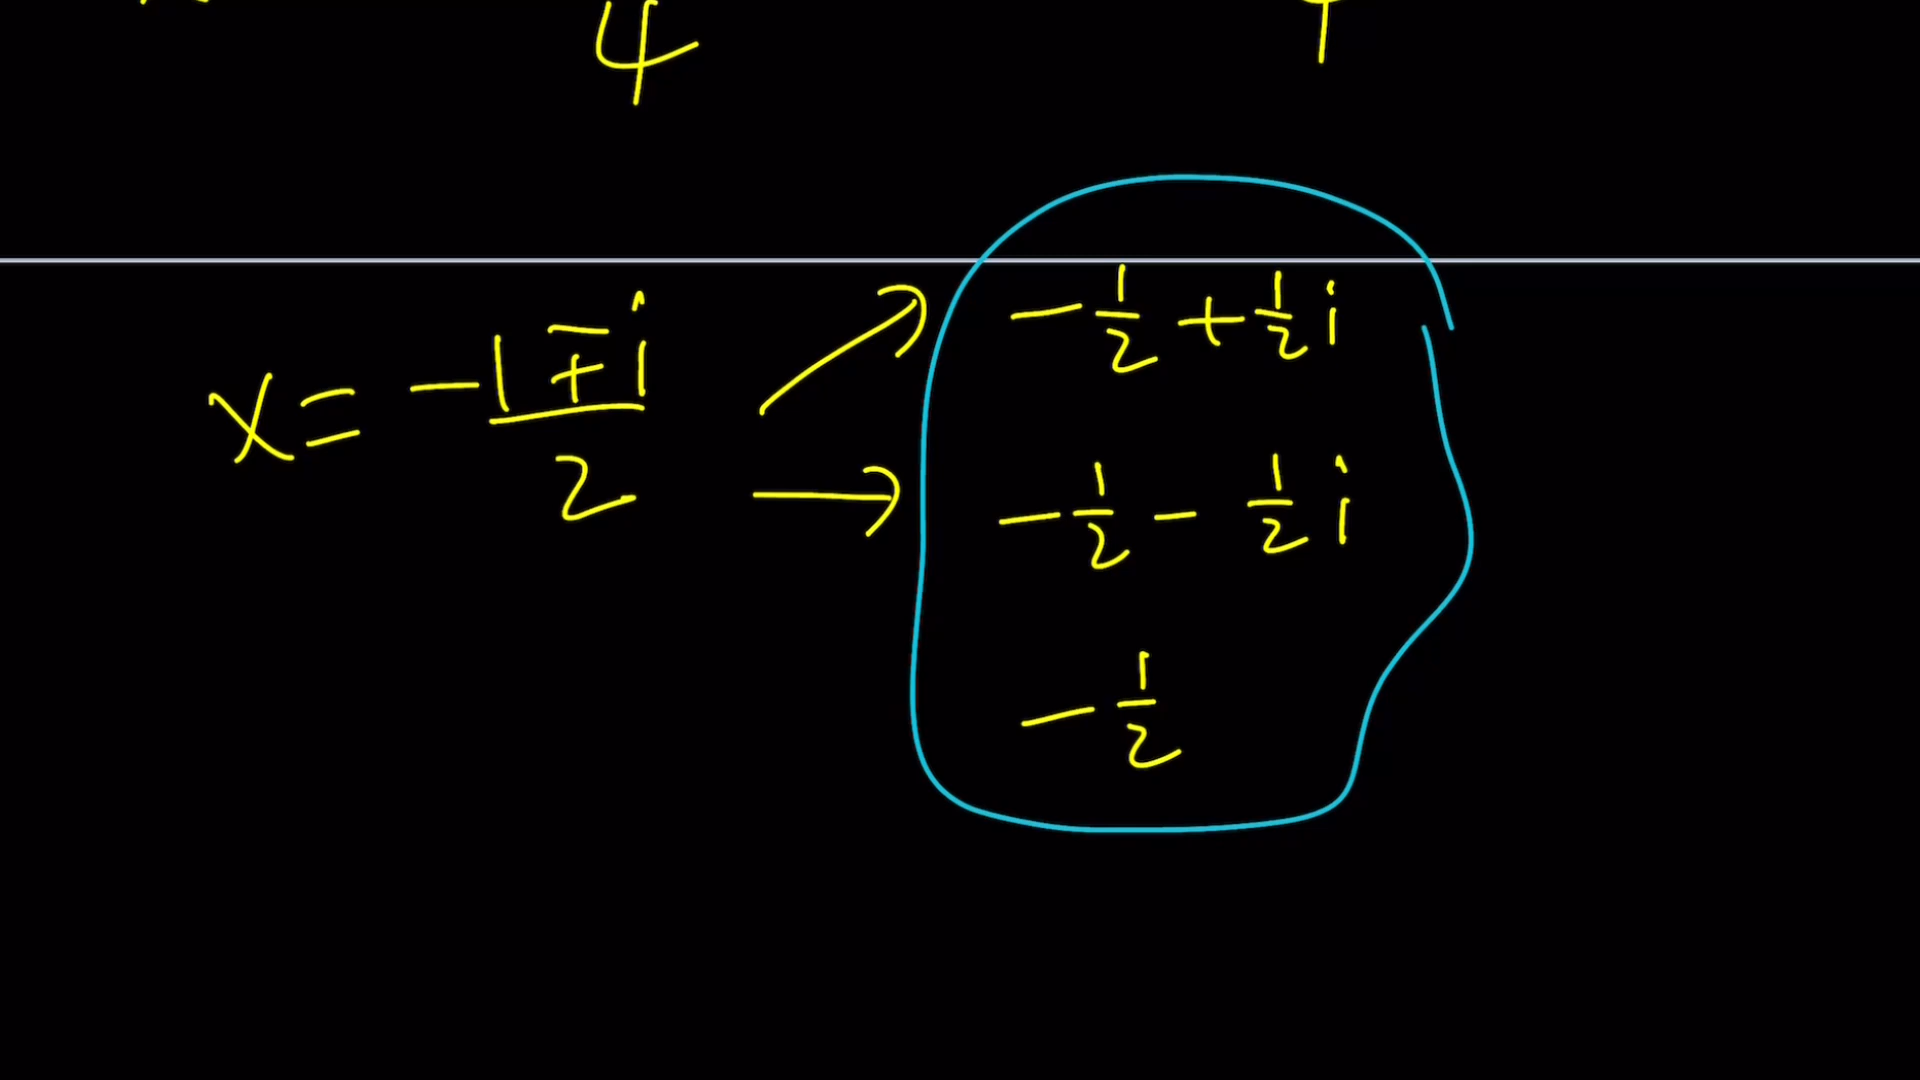 4
x = (-1 ∓ i)/2
-1/2 + 1/2 i
-1/2 - 1/2 i
-1/2